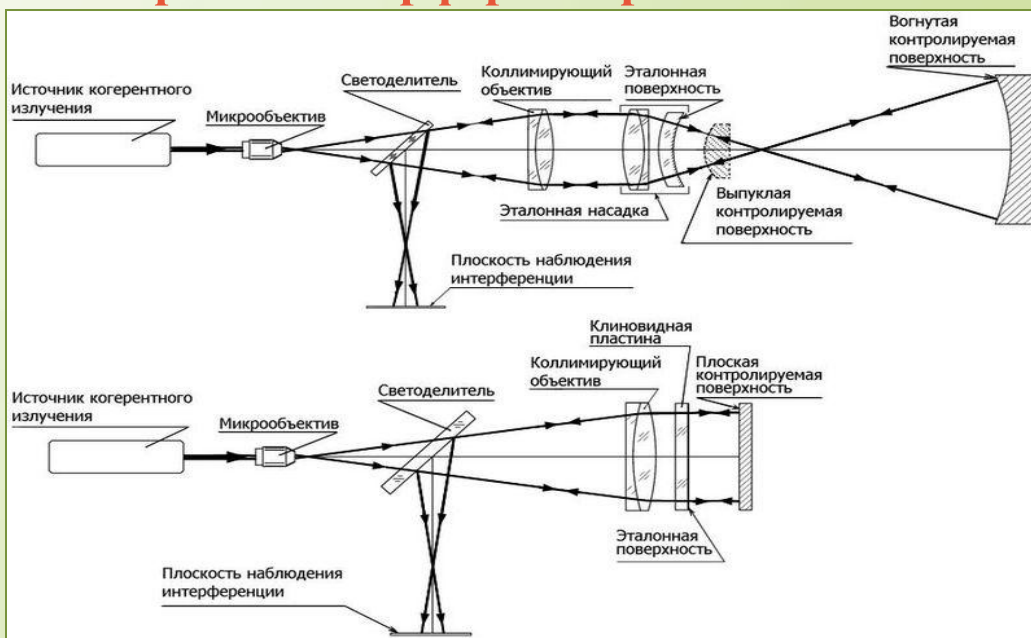 Вогнутая
контролируемая
поверхность
Светоделитель
Коллимирующий
объектив
Эталонная
поверхность
Источник когерентного
излучения
Микрообъектив
Эталонная насадка
Выпуклая
контролируемая
поверхность
Плоскость наблюдения
интерференции
Клиновидная
пластина
Коллимирующий
объектив
Плоская
контролируемая
поверхность
Светоделитель
Источник когерентного
излучения
Микрообъектив
Эталонная
поверхность
Плоскость наблюдения
интерференции